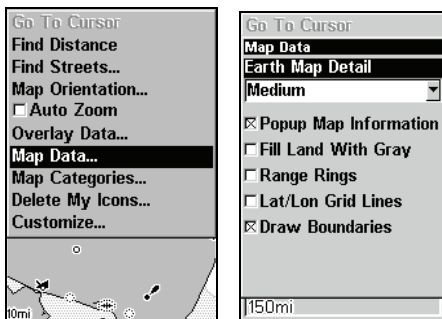 Go To Cursor
Find Distance
Find Streets...
Map Orientation...
Auto Zoom
Overlay Data...
Map Data...
Map Categories...
Delete My Icons...
Customize...
10mi
Go To Cursor
Map Data
Earth Map Detail
Medium
Popup Map Information
Fill Land With Gray
Range Rings
Lat/Lon Grid Lines
Draw Boundaries
150mi